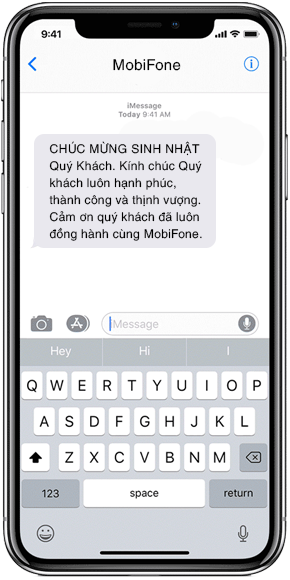 9:41
MobiFone
iMessage
Today 9:41 AM
CHÚC MỪNG SINH NHẬT
Quý Khách. Kính chúc Quý
khách luôn hạnh phúc,
thành công và thịnh vượng.
Cảm ơn quý khách đã luôn
đồng hành cùng MobiFone.
Message
Hey Hi I
Q W E R T Y U I O P
A S D F G H J K L
Z X C V B N M
123 space return